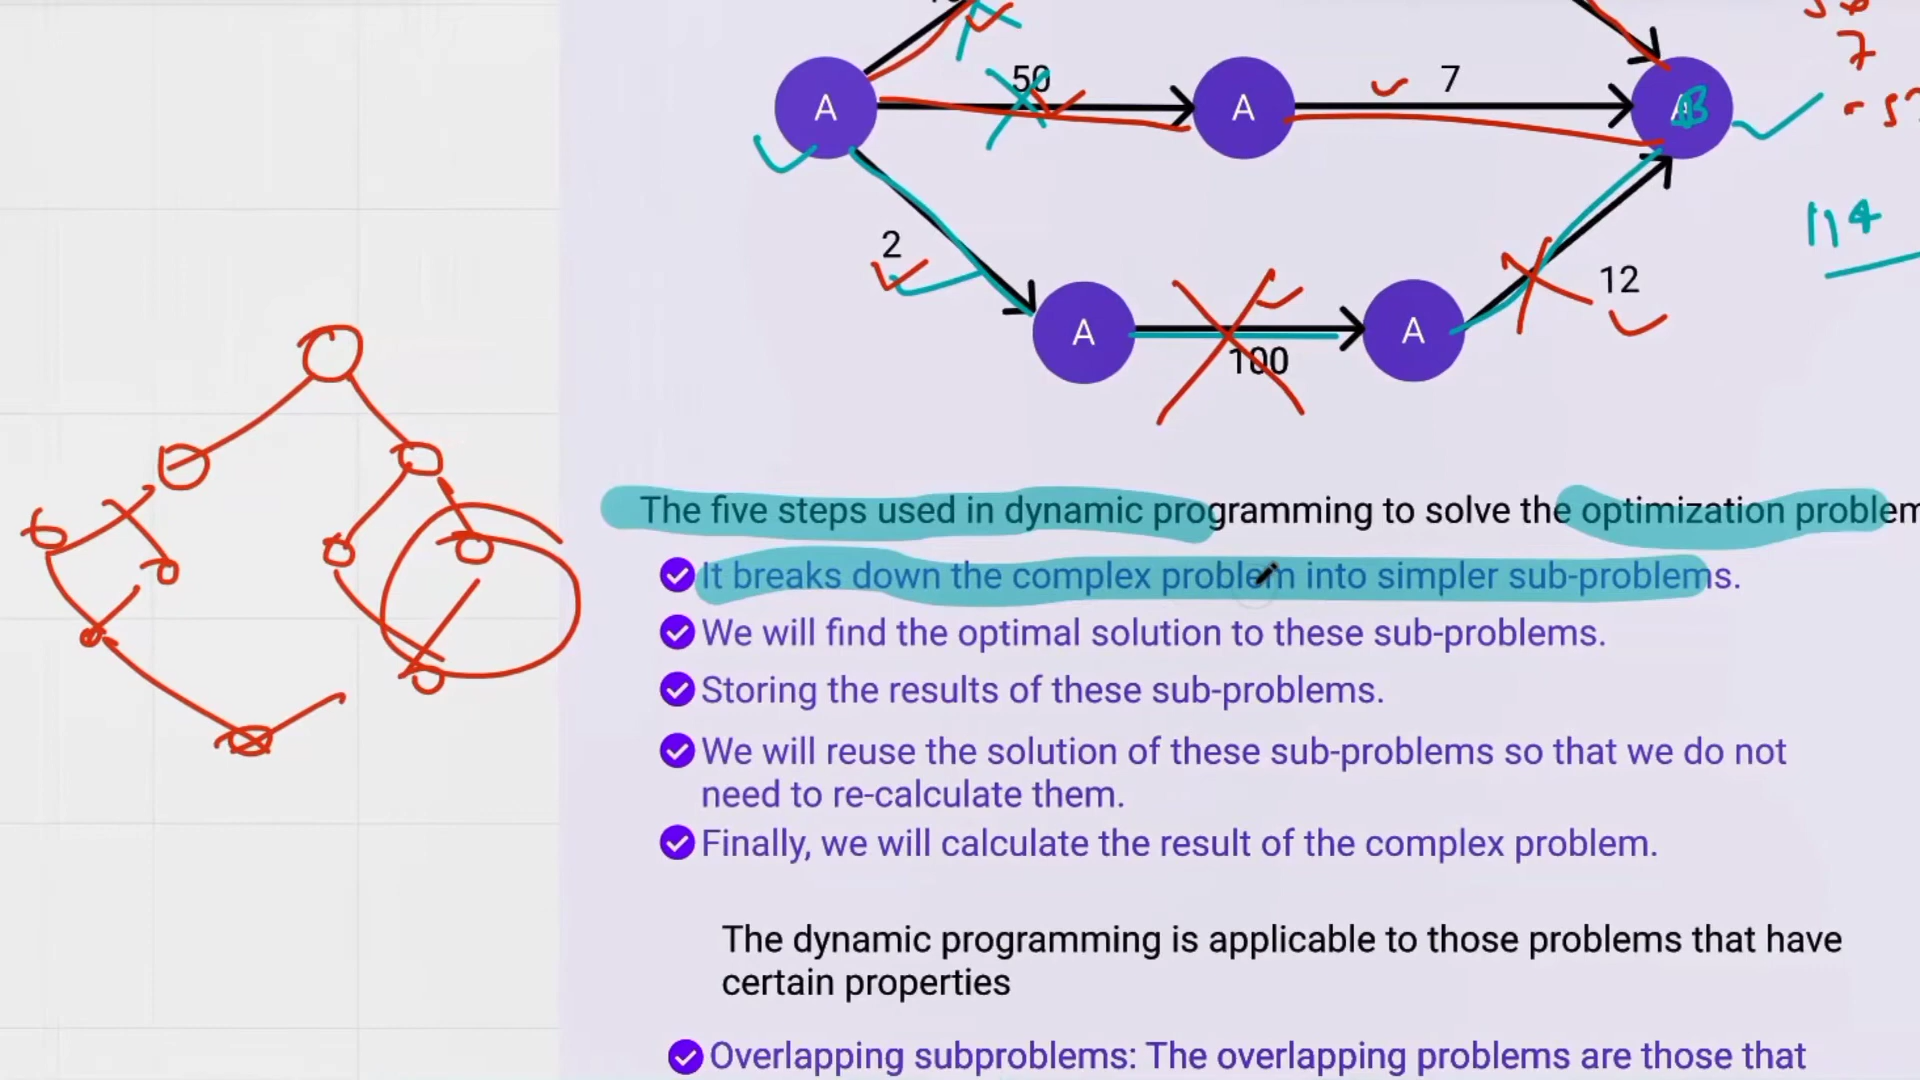 50
7
7
A
A
114
2
12
A
A
100
The five steps used in dynamic programming to solve the optimization problem
It breaks down the complex problem into simpler sub-problems.
We will find the optimal solution to these sub-problems.
Storing the results of these sub-problems.
We will reuse the solution of these sub-problems so that we do not
need to re-calculate them.
Finally, we will calculate the result of the complex problem.
The dynamic programming is applicable to those problems that have
certain properties
Overlapping subproblems: The overlapping problems are those that